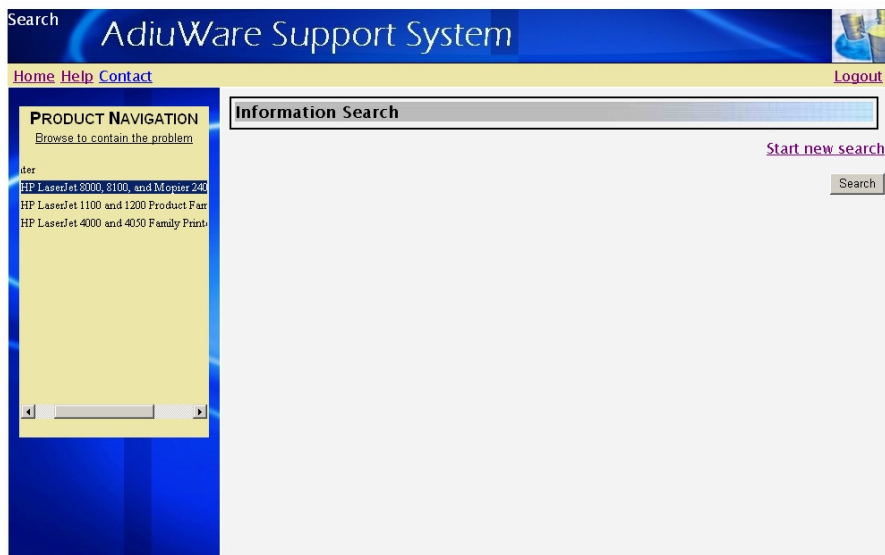 Search
AdiuWare Support System
Home Help Contact
Logout
PRODUCT NAVIGATION
Browse to contain the problem
HP LaserJet 8000, 8100, and Mopier 240
HP LaserJet 1100 and 1200 Product Fam
HP LaserJet 4000 and 4050 Family Print
Information Search
Start new search
Search